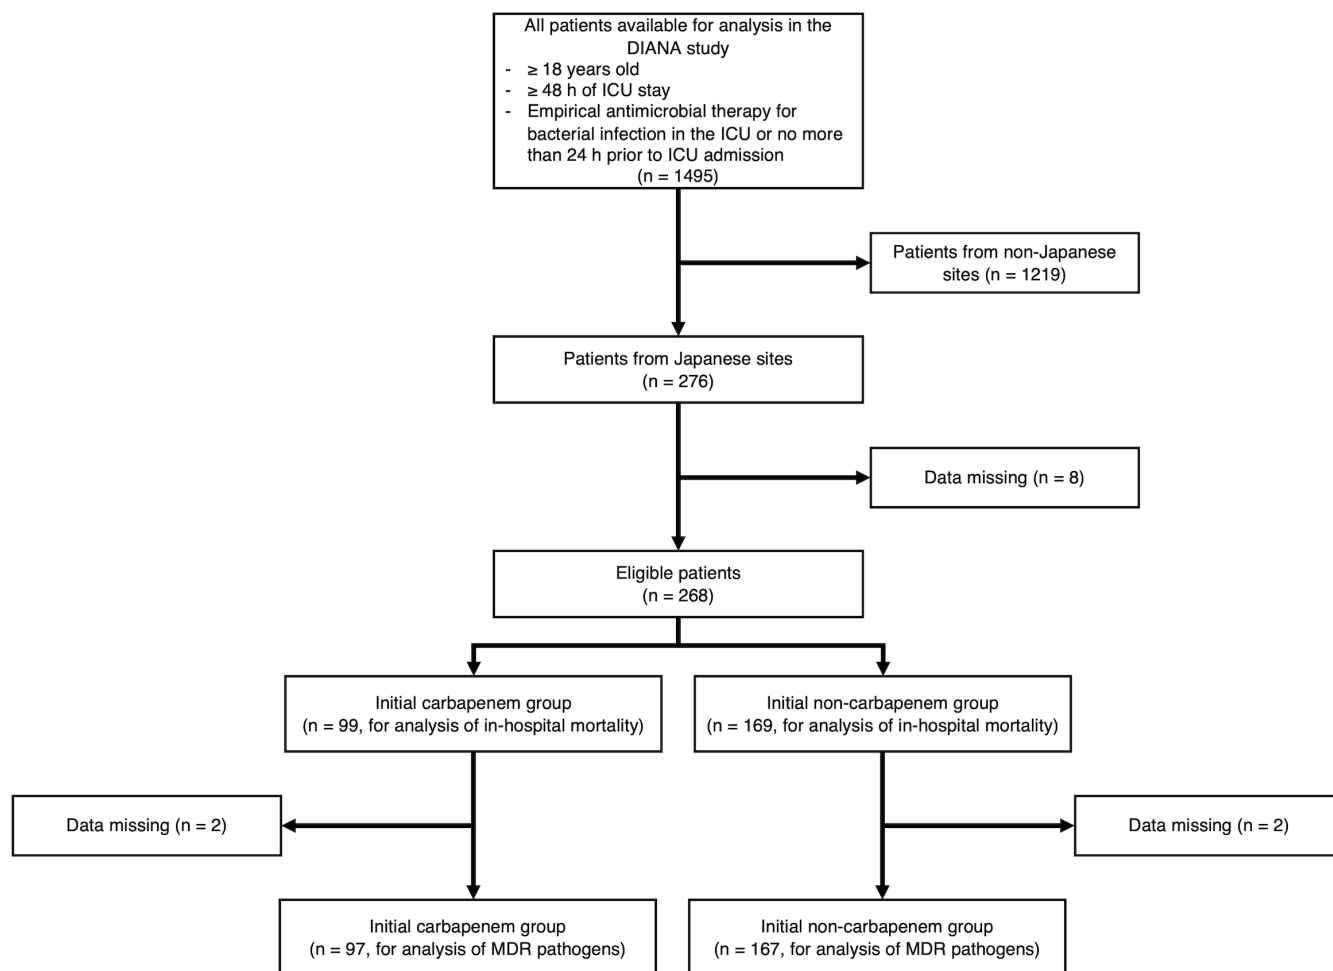 All patients available for analysis in the
DIANA study
- ≥ 18 years old
- ≥ 48 h of ICU stay
- Empirical antimicrobial therapy for
bacterial infection in the ICU or no more
than 24 h prior to ICU admission
(n = 1495)
Patients from non-Japanese
sites (n = 1219)
Patients from Japanese sites
(n = 276)
Data missing (n = 8)
Eligible patients
(n = 268)
Initial carbapenem group
(n = 99, for analysis of in-hospital mortality)
Initial non-carbapenem group
(n = 169, for analysis of in-hospital mortality)
Data missing (n = 2)
Data missing (n = 2)
Initial carbapenem group
(n = 97, for analysis of MDR pathogens)
Initial non-carbapenem group
(n = 167, for analysis of MDR pathogens)